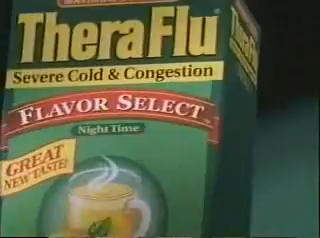 TheraFlu
Severe Cold & Congestion
FLAVOR SELECT
Night Time
GREAT
NEW TASTE!